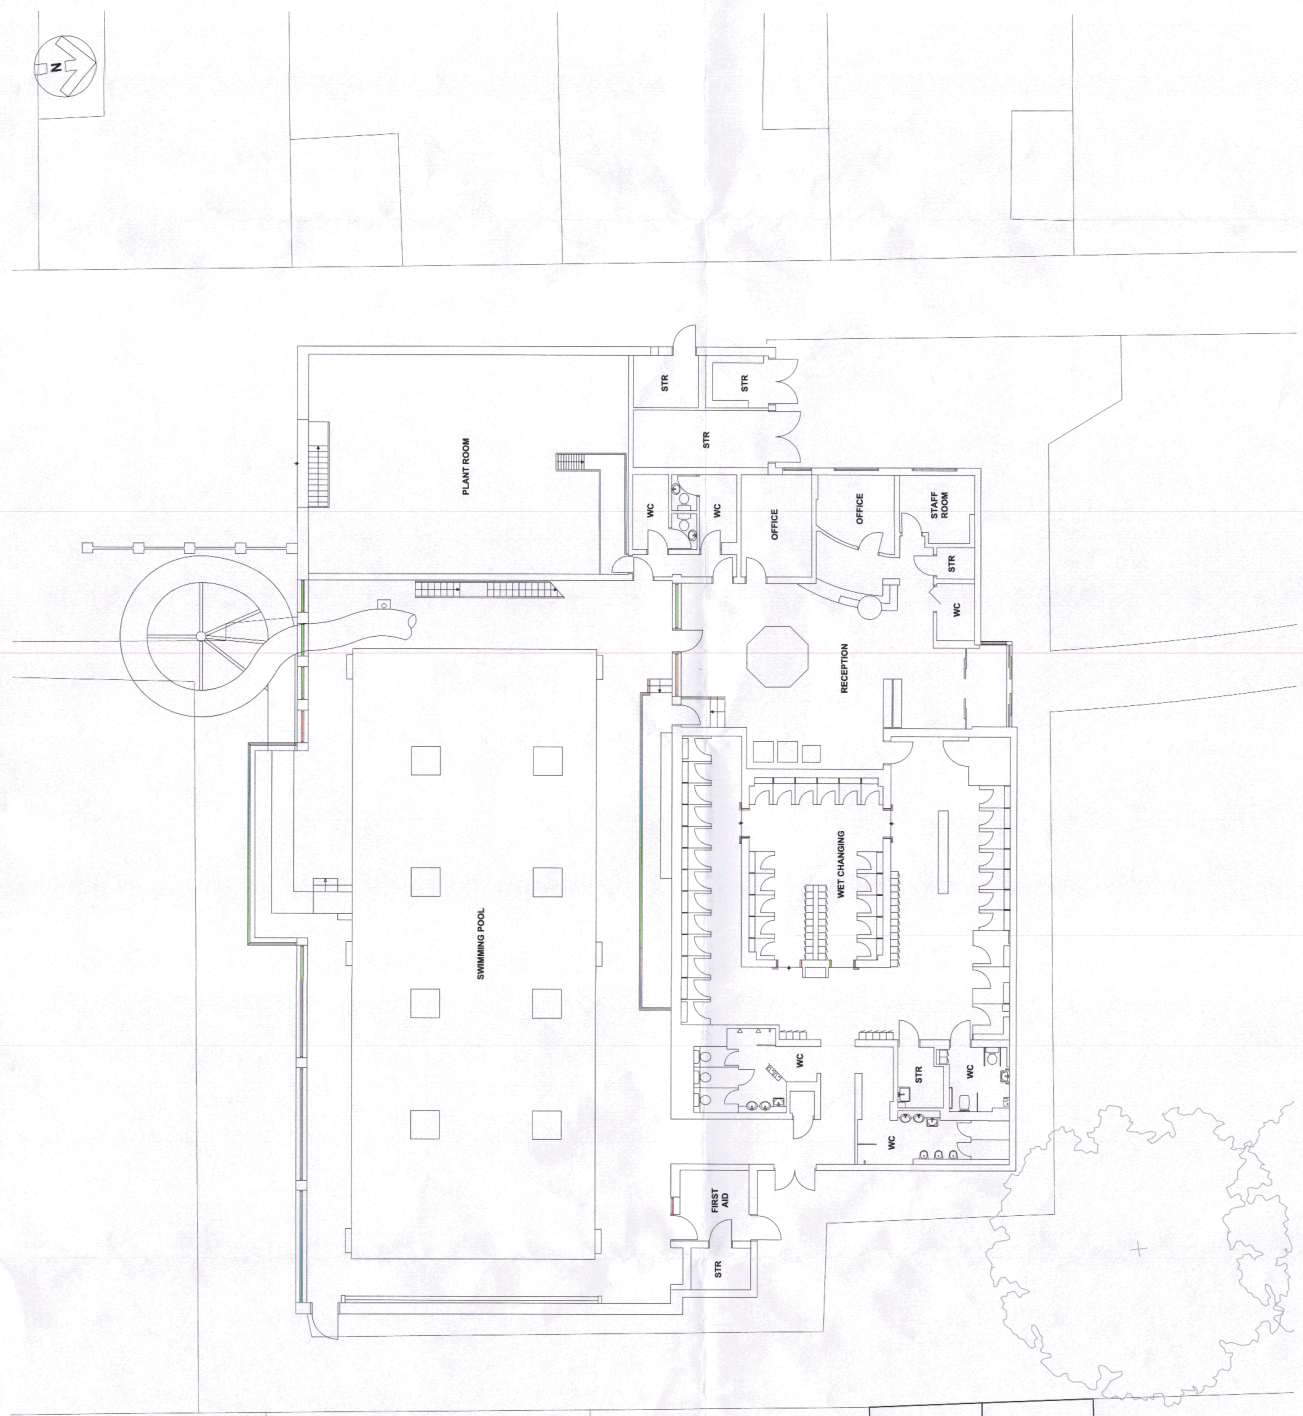 N
STR
STR
STR
PLANT ROOM
WC
WC
OFFICE
OFFICE
STAFF
ROOM
STR
WC
RECEPTION
WET CHANGING
SWIMMING POOL
WC
STR
WC
WC
FIRST
AID
STR